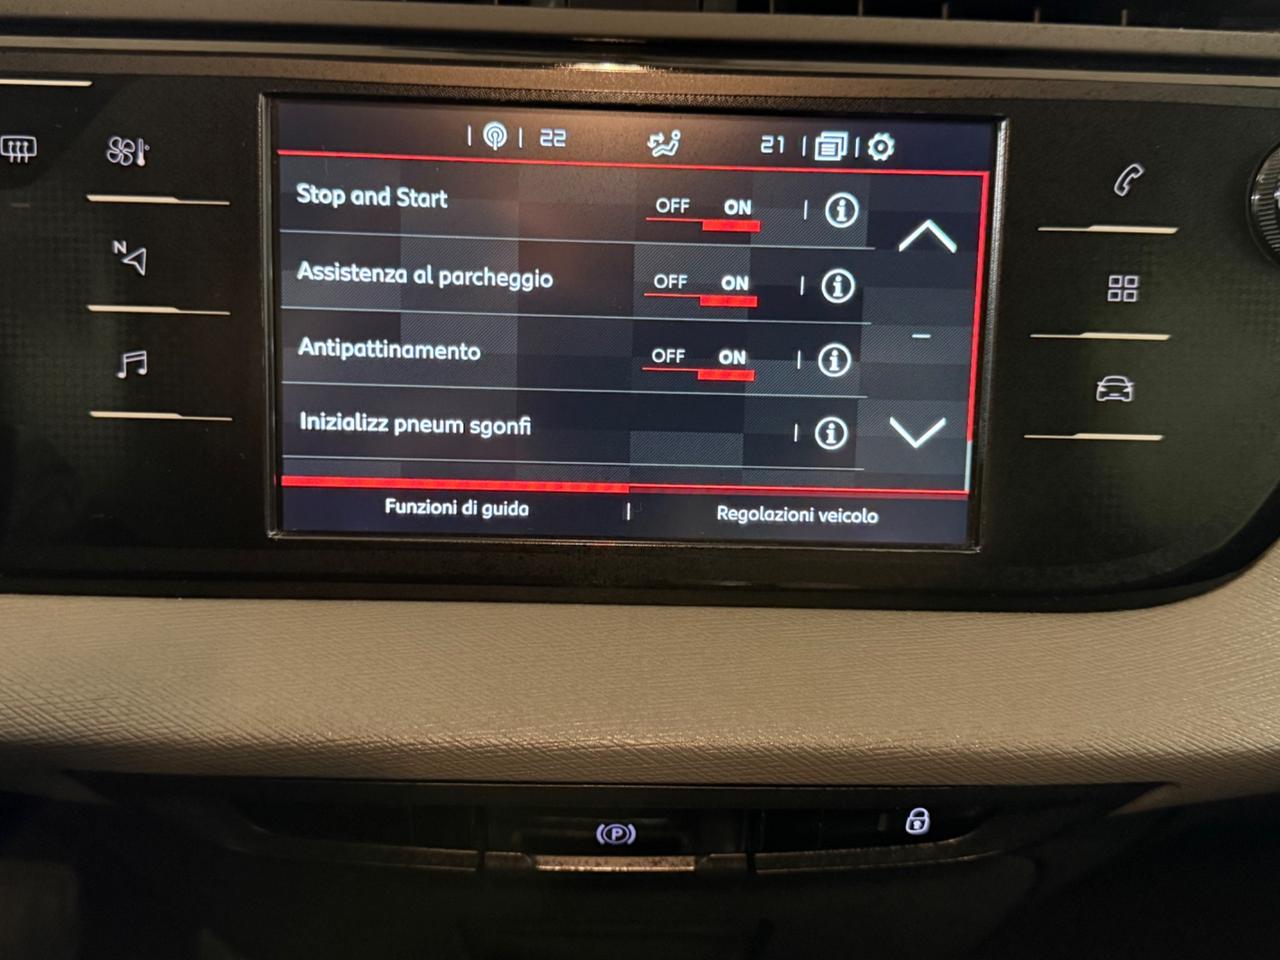 22 21
Stop and Start OFF ON
Assistenza al parcheggio OFF ON
Antipattinamento OFF ON
Inizializz pneum sgonfi
Funzioni di guida Regolazioni veicolo
N
P